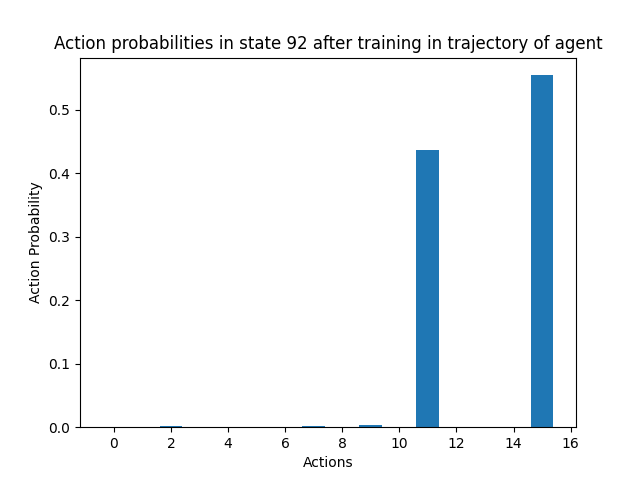 Action probabilities in state 92 after training in trajectory of agent
Action Probability
0.5
0.4
0.3
0.2
0.1
0.0
0 2 4 6 8 10 12 14 16
Actions